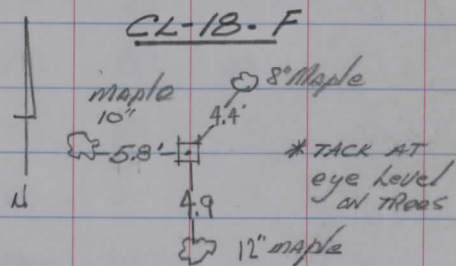 CL-18-F
8" Maple
maple
10"
4.4'
5.8'
* TACK AT
eye Level
ON TRees
4.9
N
12" maple